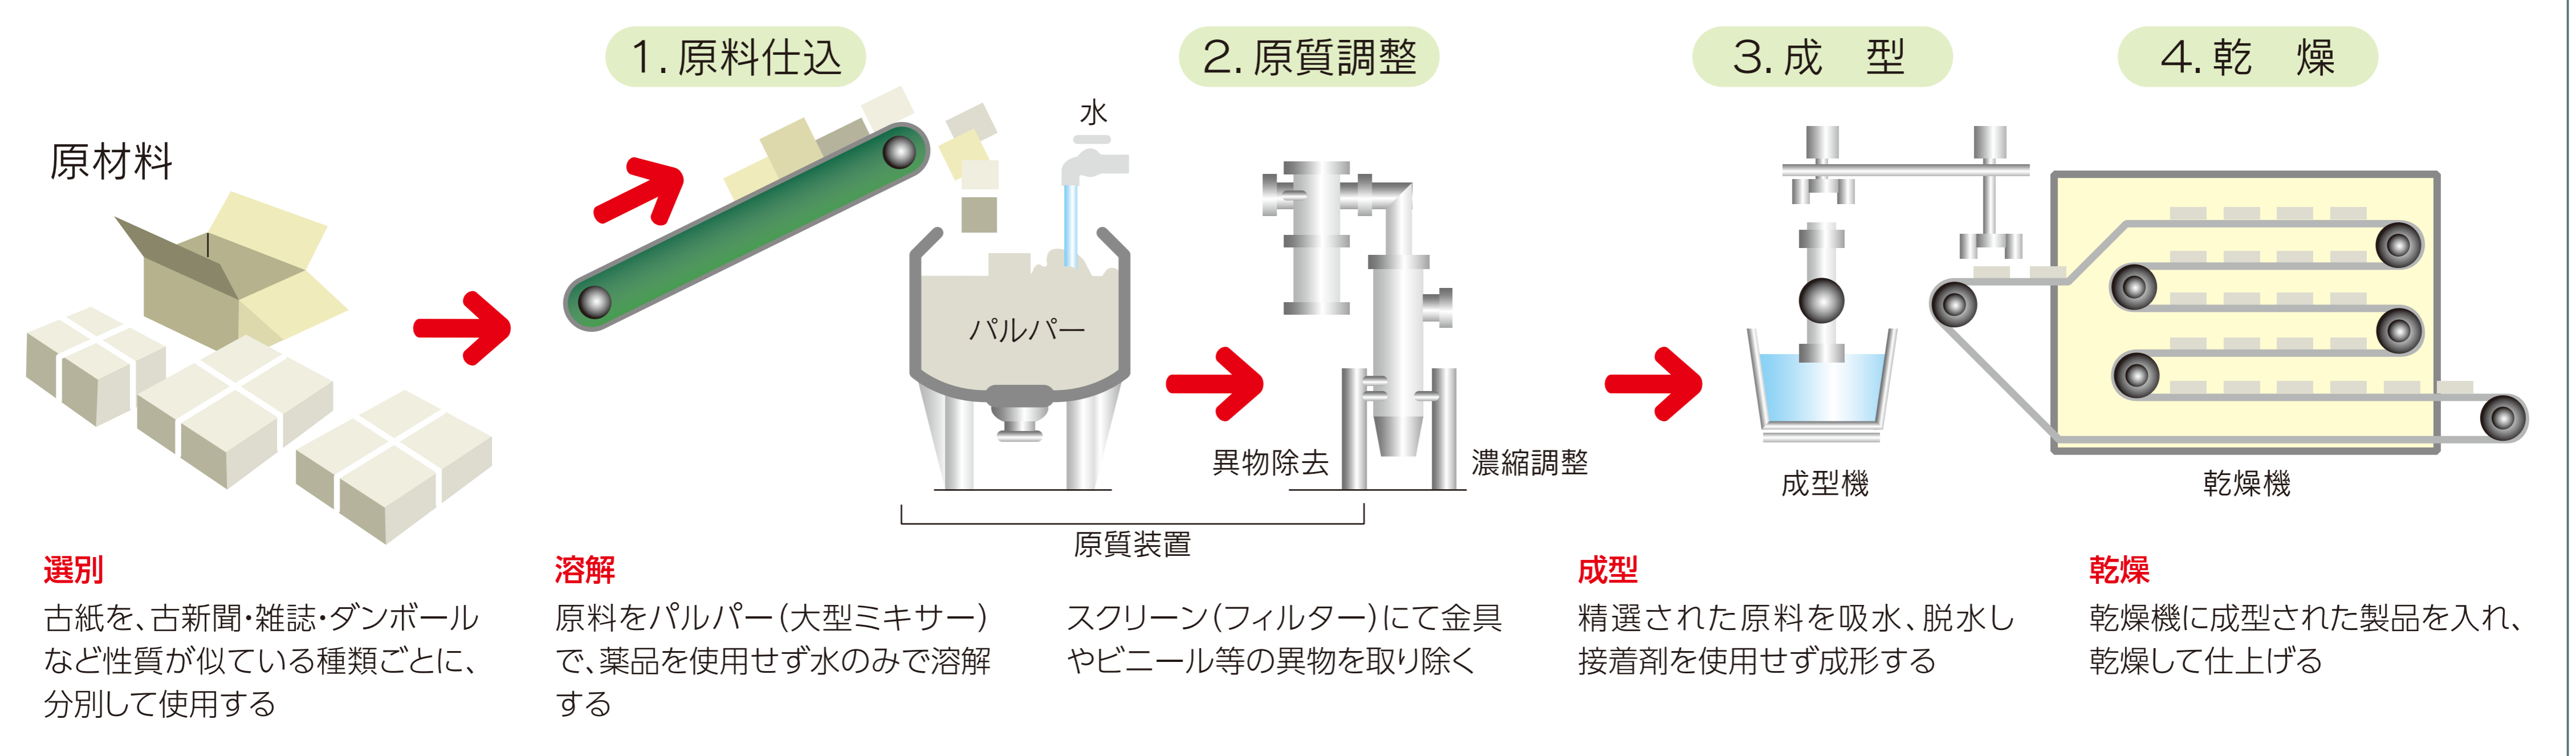 1. 原料仕込
2. 原質調整
3. 成　型
4. 乾　燥
原材料
水
パルパー
異物除去
濃縮調整
成型機
乾燥機
原質装置
選別
古紙を、古新聞・雑誌・ダンボール
など性質が似ている種類ごとに、
分別して使用する
溶解
原料をパルパー（大型ミキサー）
で、薬品を使用せず水のみで溶解
する
スクリーン（フィルター）にて金具
やビニール等の異物を取り除く
成型
精選された原料を吸水、脱水し
接着剤を使用せず成形する
乾燥
乾燥機に成型された製品を入れ、
乾燥して仕上げる